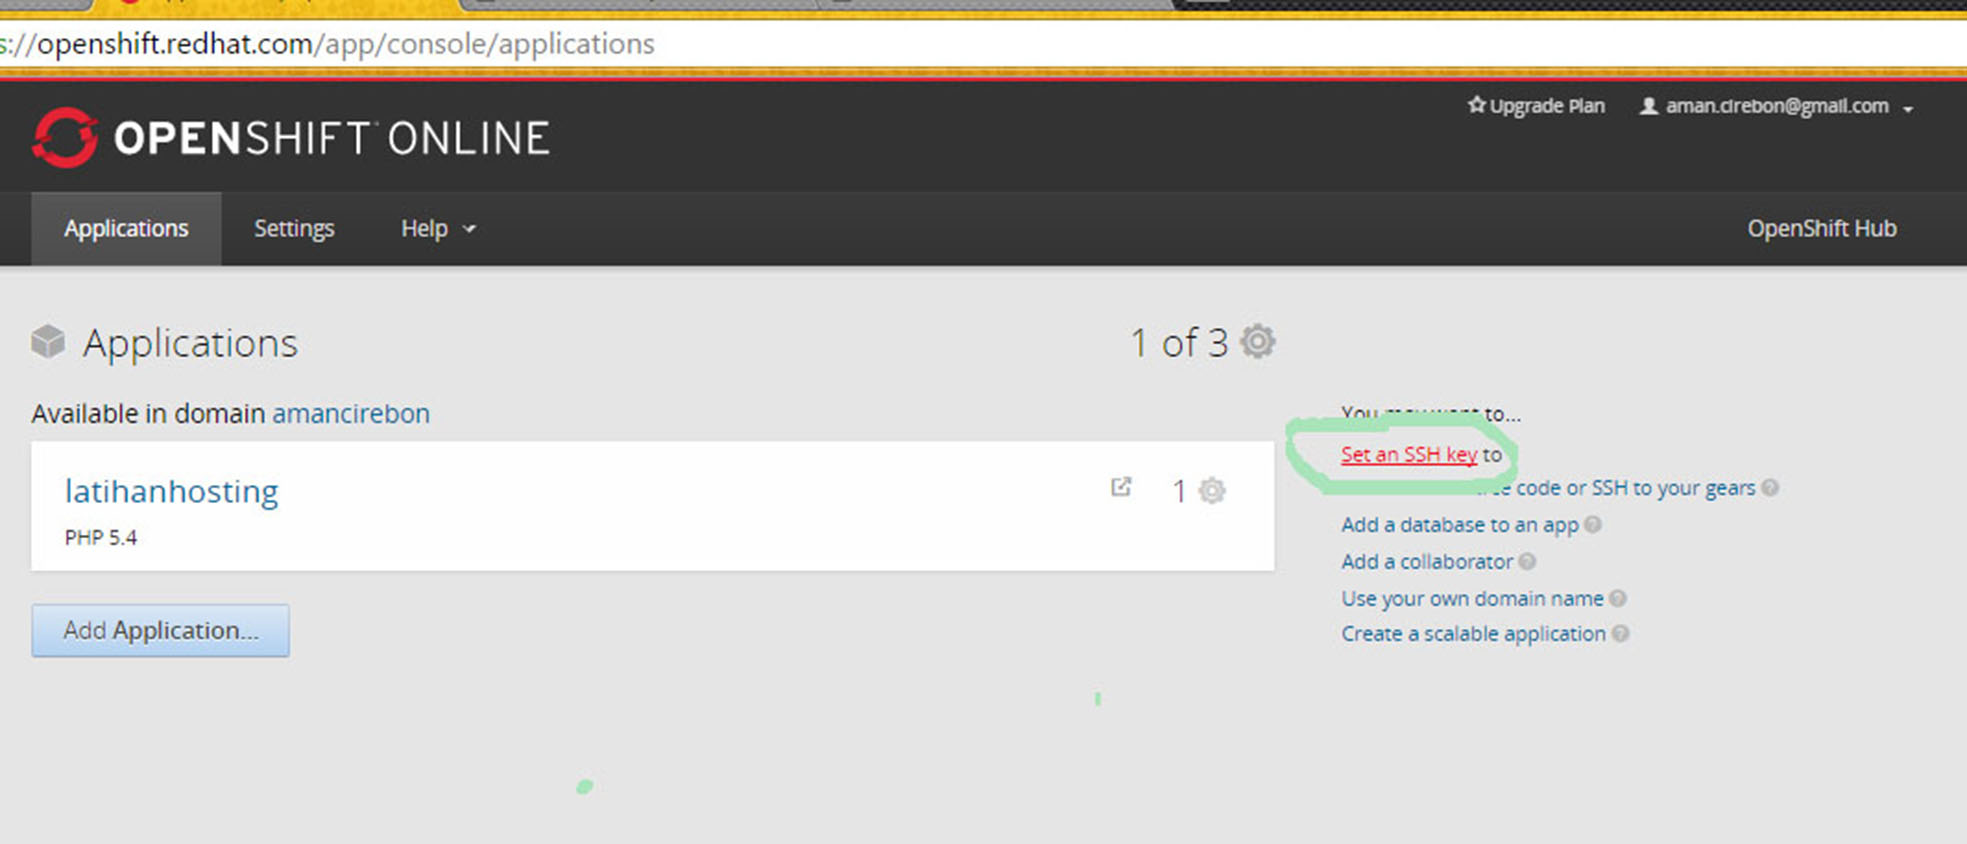 s://openshift.redhat.com/app/console/applications
Upgrade Plan aman.cirebon@gmail.com
OPENSHIFT ONLINE
Applications Settings Help OpenShift Hub
Applications 1 of 3
Available in domain amancirebon
You want to...
Set an SSH key to
latihanhosting 1
code or SSH to your gears
PHP 5.4
Add a database to an app
Add a collaborator
Use your own domain name
Add Application...
Create a scalable application